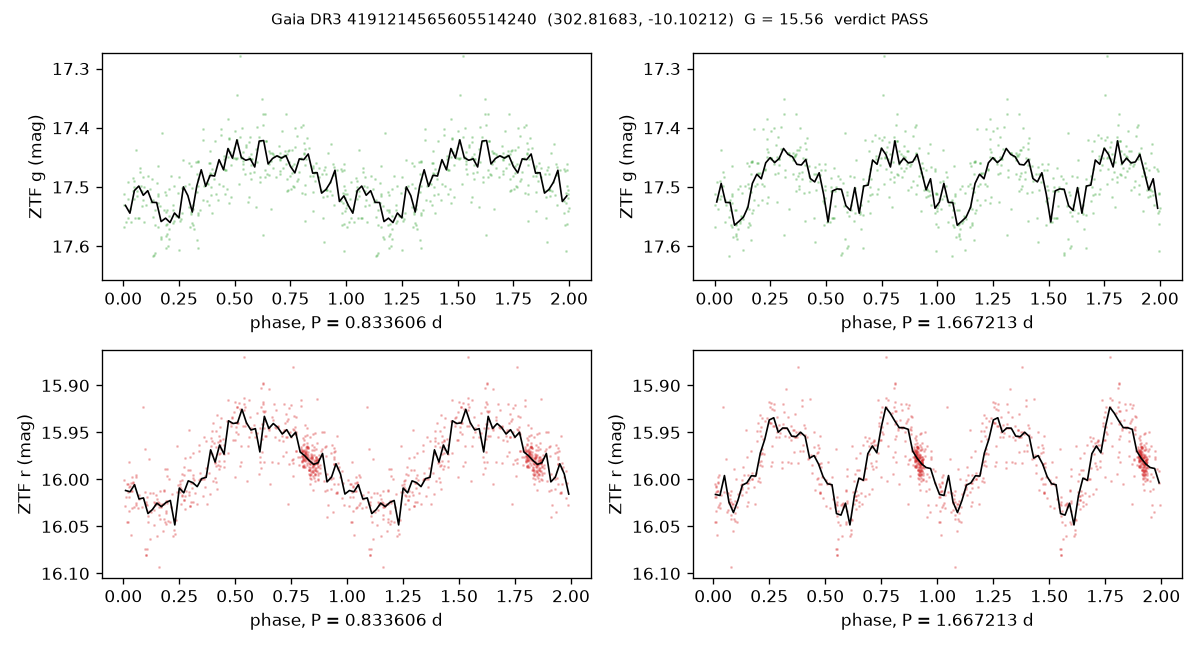 Gaia DR3 4191214565605514240  (302.81683, -10.10212)  G = 15.56  verdict PASS
ZTF g (mag)
17.3
17.4
17.5
17.6
0.00 0.25 0.50 0.75 1.00 1.25 1.50 1.75 2.00
phase, P = 0.833606 d
ZTF g (mag)
17.3
17.4
17.5
17.6
0.00 0.25 0.50 0.75 1.00 1.25 1.50 1.75 2.00
phase, P = 1.667213 d
ZTF r (mag)
15.90
15.95
16.00
16.05
16.10
0.00 0.25 0.50 0.75 1.00 1.25 1.50 1.75 2.00
phase, P = 0.833606 d
ZTF r (mag)
15.90
15.95
16.00
16.05
16.10
0.00 0.25 0.50 0.75 1.00 1.25 1.50 1.75 2.00
phase, P = 1.667213 d